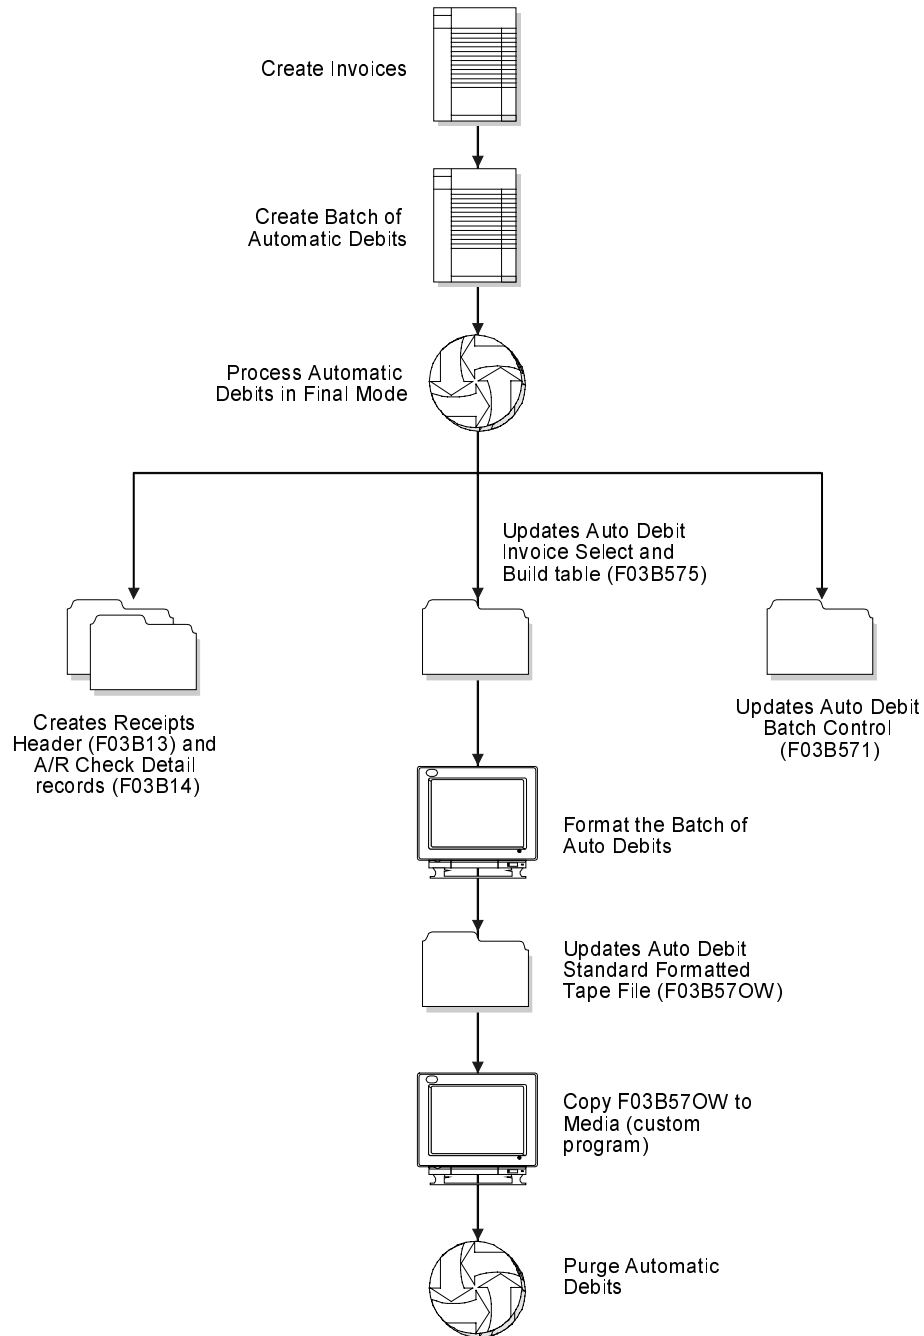 Create Invoices
Create Batch of
Automatic Debits
Process Automatic
Debits in Final Mode
Updates Auto Debit
Invoice Select and
Build table (F03B575)
Creates Receipts
Header (F03B13) and
A/R Check Detail
records (F03B14)
Updates Auto Debit
Batch Control
(F03B571)
Format the Batch of
Auto Debits
Updates Auto Debit
Standard Formatted
Tape File (F03B57OW)
Copy F03B57OW to
Media (custom
program)
Purge Automatic
Debits